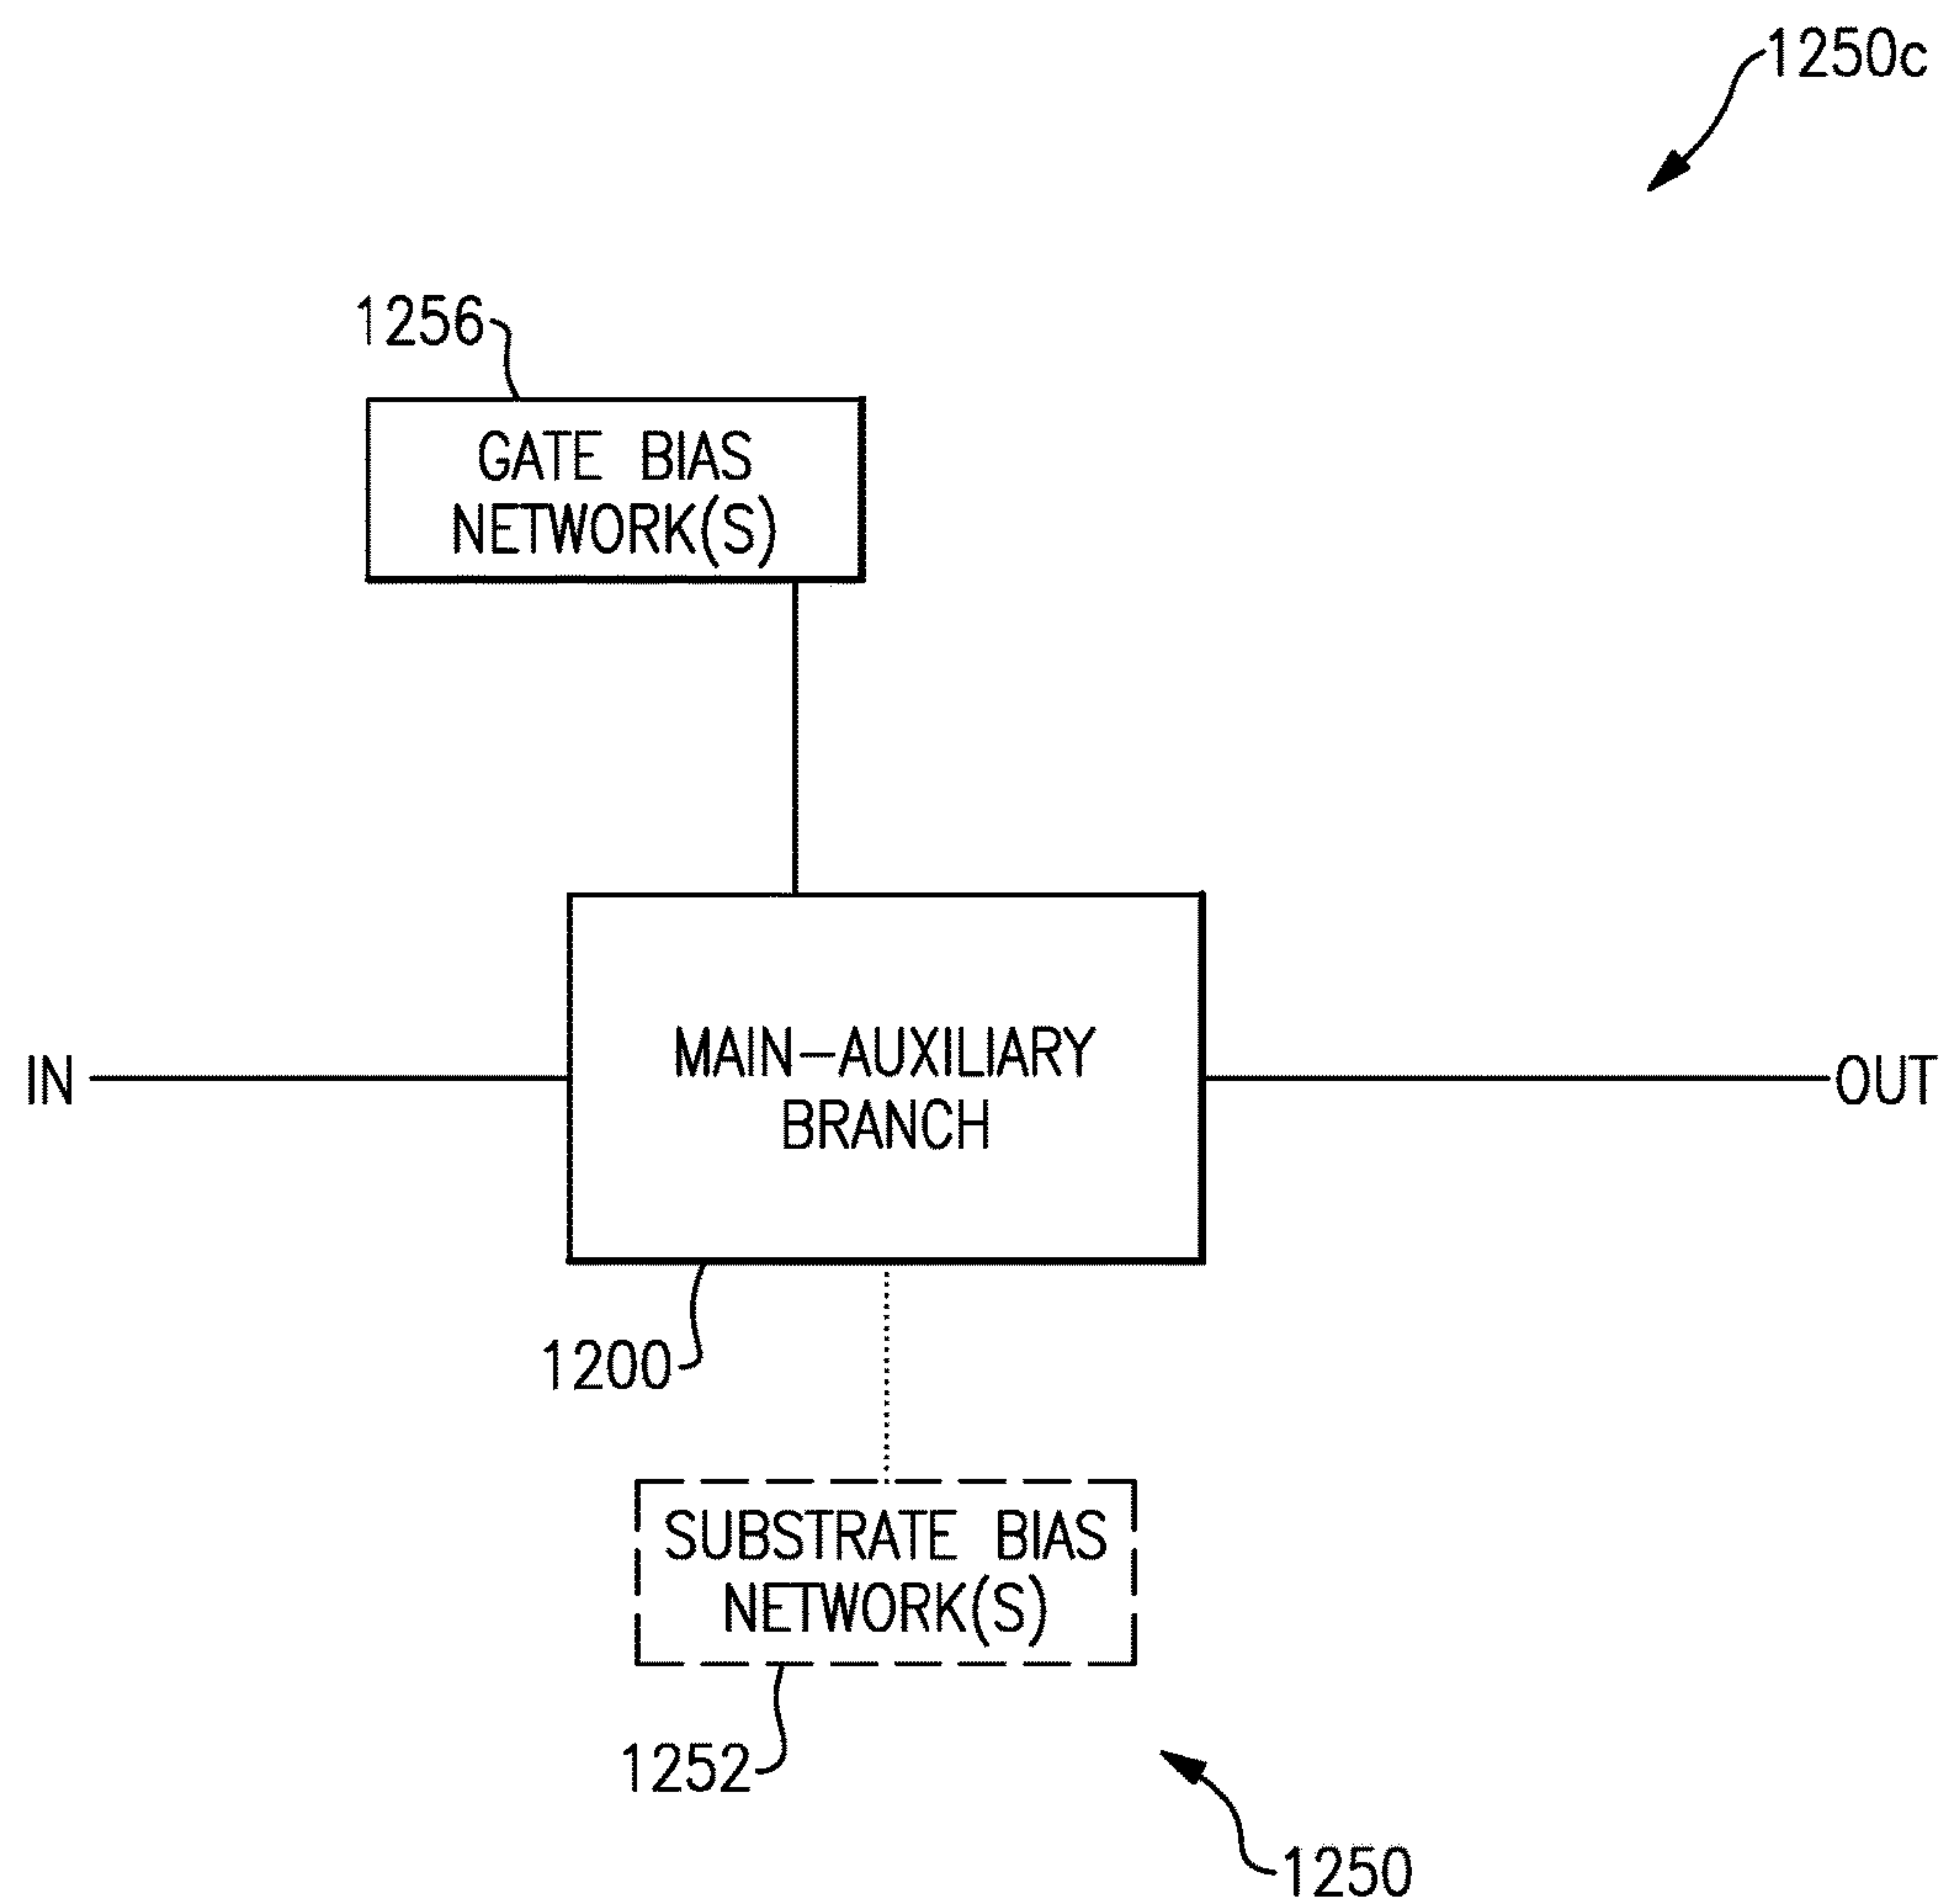 1250c
1256
GATE BIAS
NETWORK(S)
MAIN-AUXILIARY
BRANCH
IN
OUT
1200
SUBSTRATE BIAS
NETWORK(S)
1252
1250